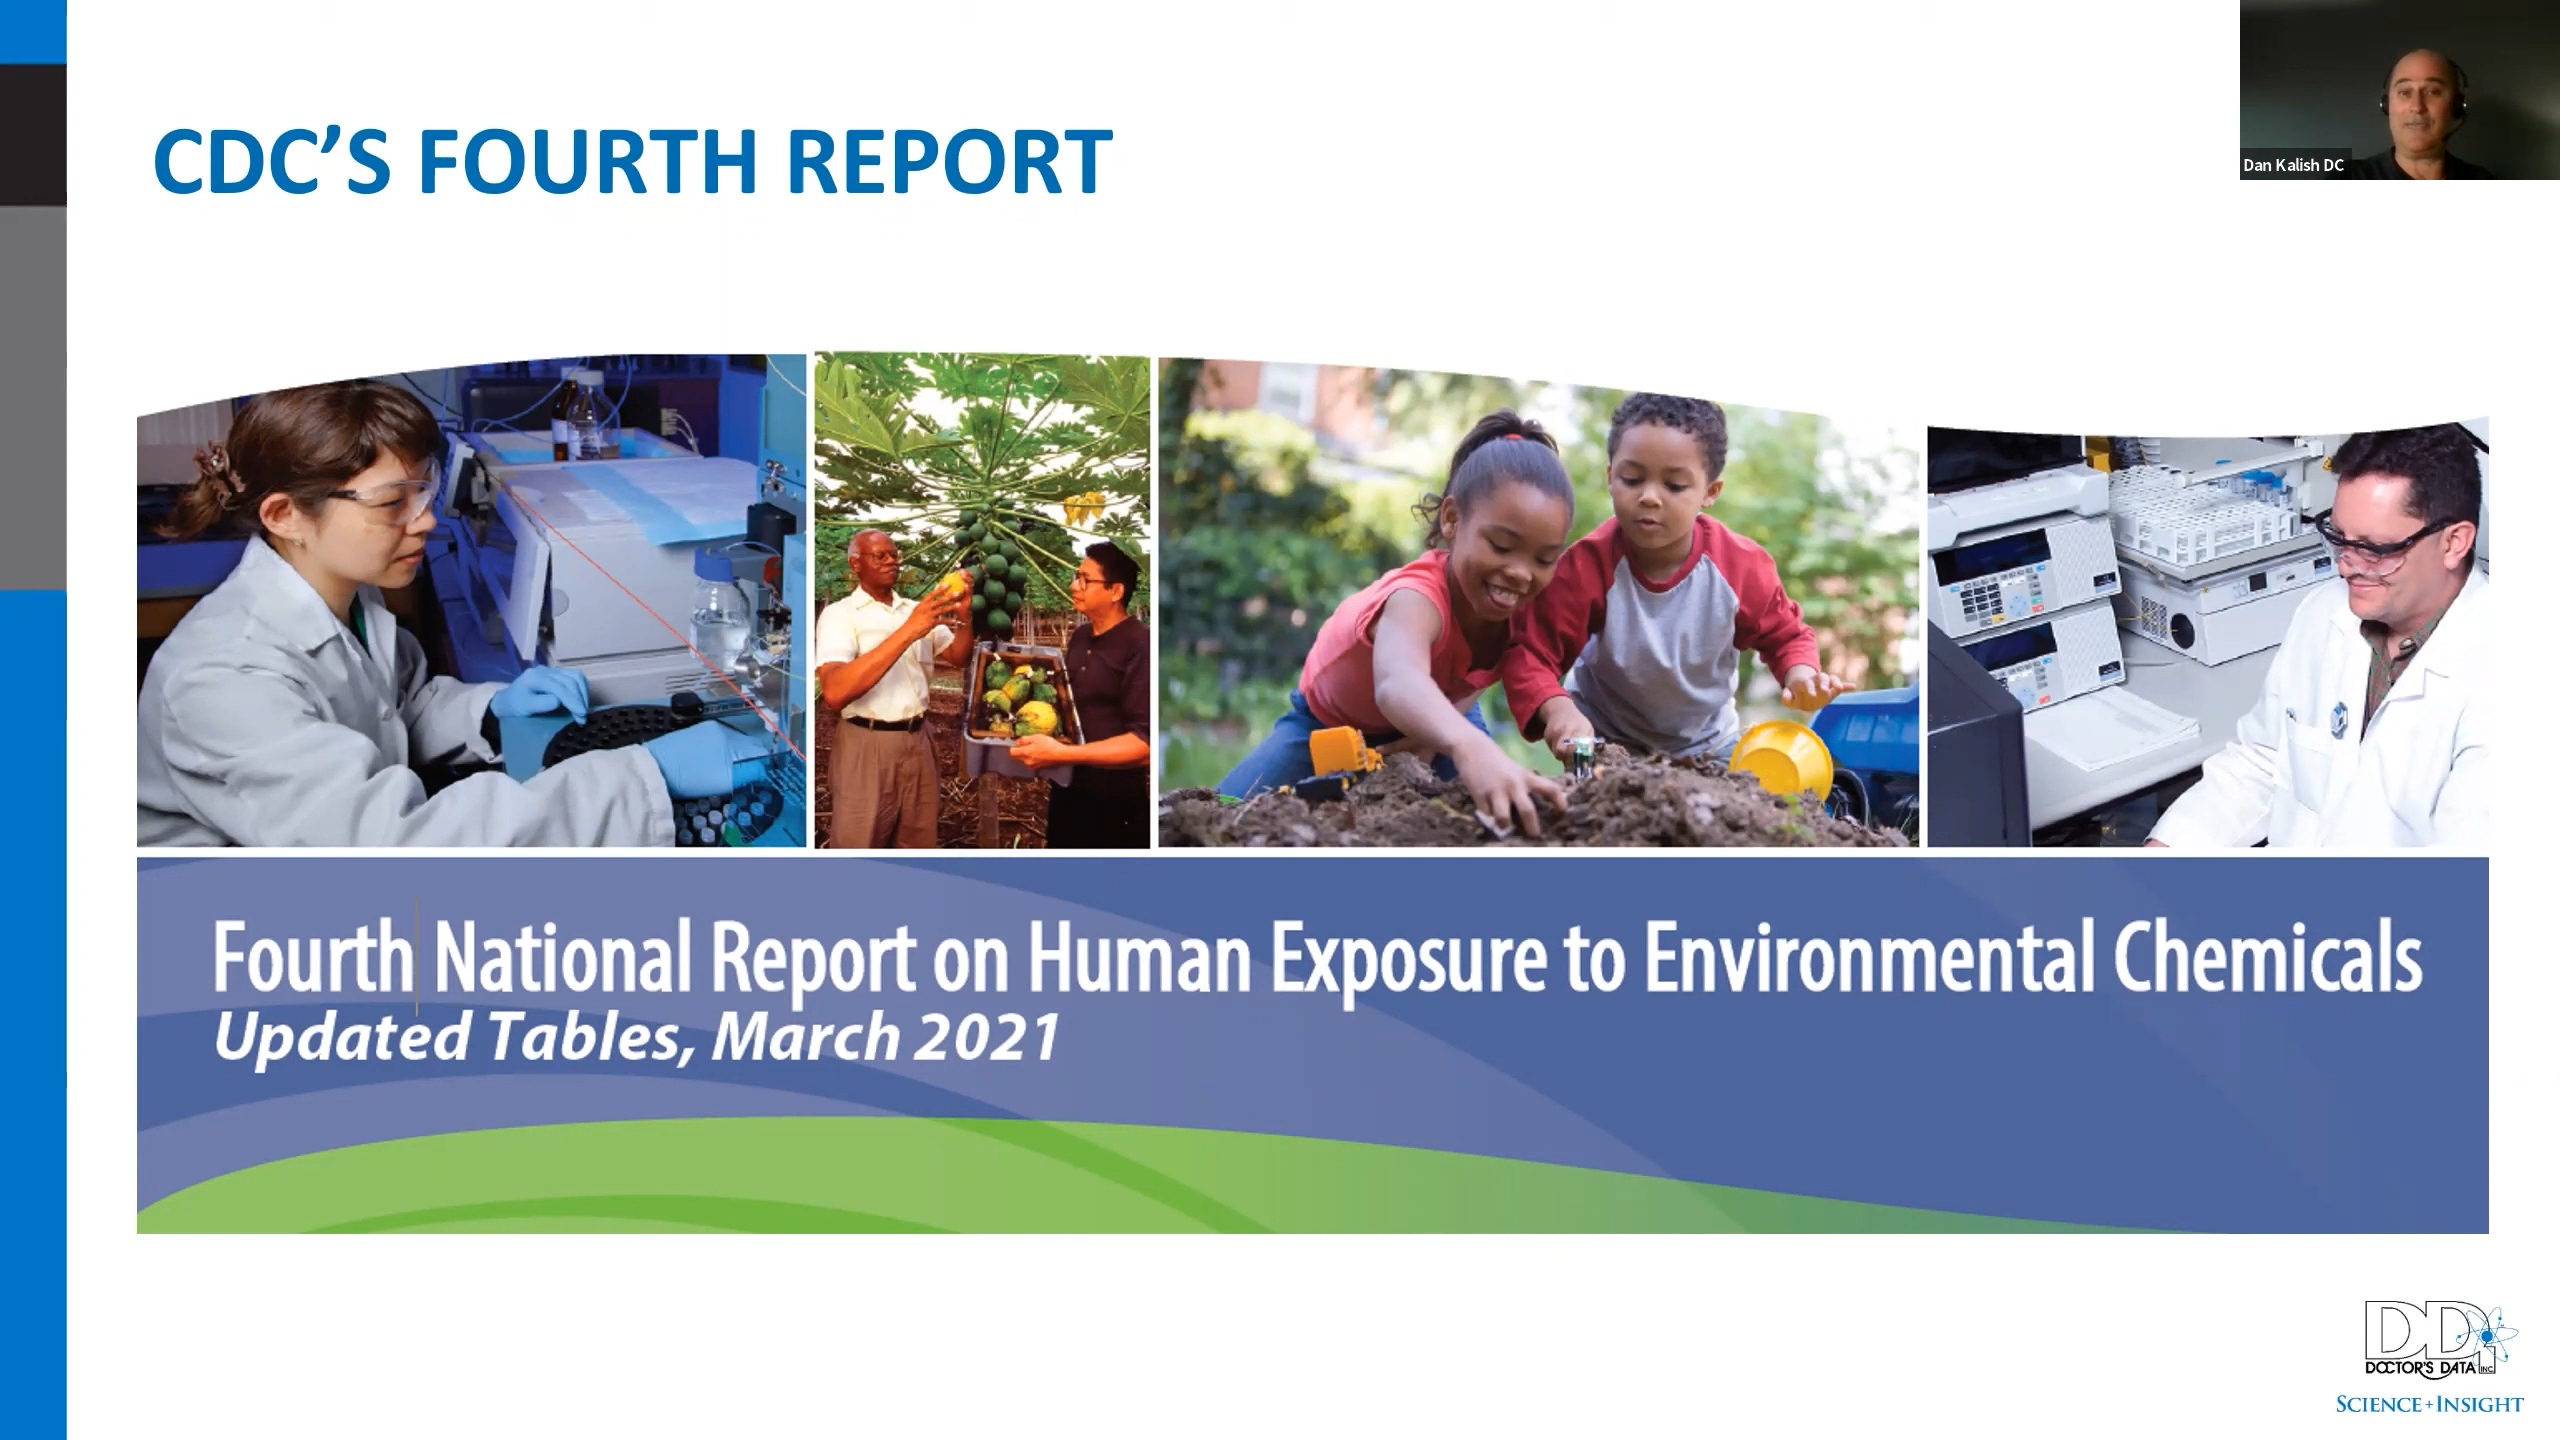 CDC’S FOURTH REPORT
Dan Kalish DC
Fourth National Report on Human Exposure to Environmental Chemicals
Updated Tables, March 2021
DDI
DOCTOR'S DATA INC.
SCIENCE+INSIGHT